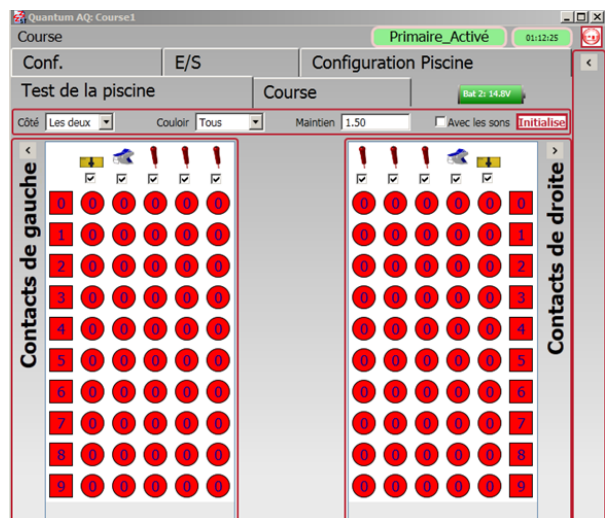 Quantum AQ: Course1
Course Primaire_Activé 01:12:25
Conf. E/S Configuration Piscine
Test de la piscine Course Bat 2: 14.8V
Côté Les deux Couloir Tous Maintien 1.50 Avec les sons Initialise
Contacts de gauche
0 0 0 0 0 0
1 0 0 0 0 0
2 0 0 0 0 0
3 0 0 0 0 0
4 0 0 0 0 0
5 0 0 0 0 0
6 0 0 0 0 0
7 0 0 0 0 0
8 0 0 0 0 0
9 0 0 0 0 0
0 0 0 0 0 0
0 0 0 0 0 1
0 0 0 0 0 2
0 0 0 0 0 3
0 0 0 0 0 4
0 0 0 0 0 5
0 0 0 0 0 6
0 0 0 0 0 7
0 0 0 0 0 8
0 0 0 0 0 9
Contacts de droite